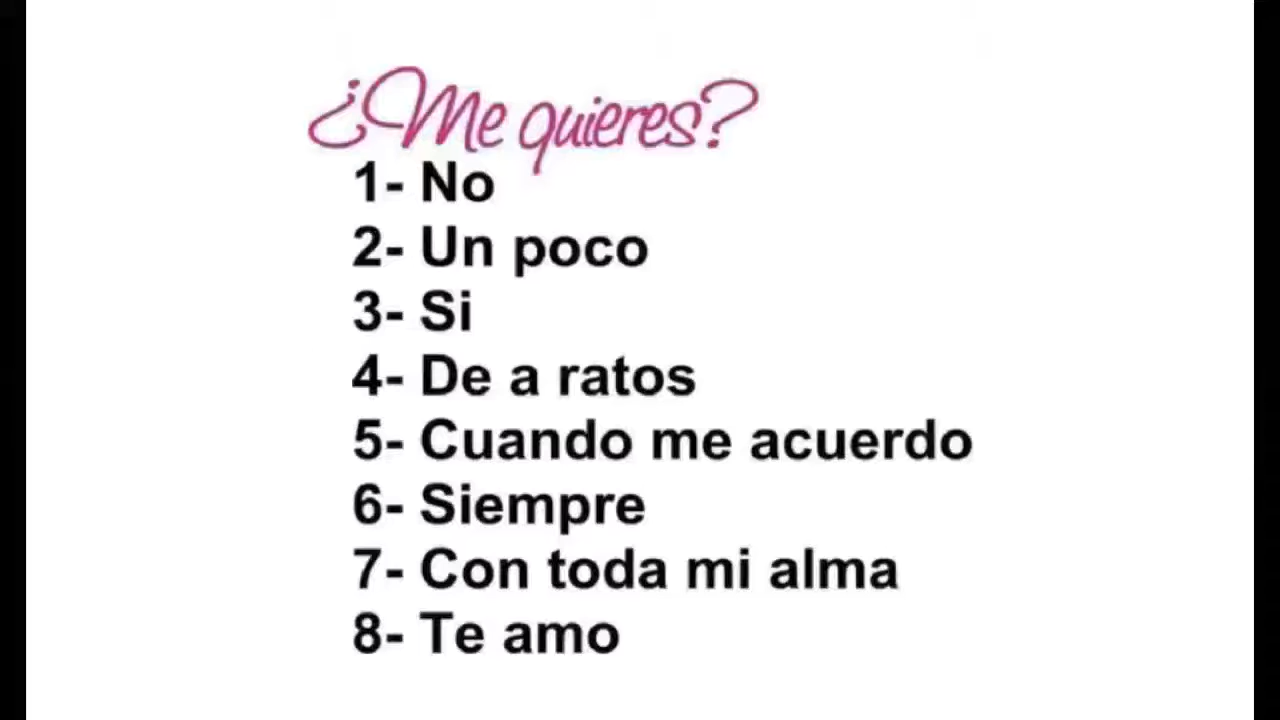 ¿Me quieres?
1- No
2- Un poco
3- Si
4- De a ratos
5- Cuando me acuerdo
6- Siempre
7- Con toda mi alma
8- Te amo